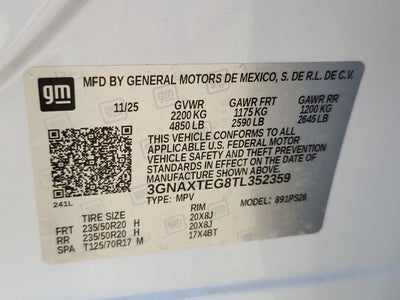 gm
MFD BY GENERAL MOTORS DE MEXICO, S. DE R.L. DE C.V.
11/25 GVWR GAWR FRT GAWR RR
2200 KG 1175 KG 1200 KG
4850 LB 2590 LB 2645 LB
THIS VEHICLE CONFORMS TO ALL
APPLICABLE U.S. FEDERAL MOTOR
VEHICLE SAFETY STANDARDS IN EFFECT
ON THE DATE OF MANUFACTURE SHOWN ABOVE.
3GNAXTEG8TL352359
TYPE: MPV MODEL: 891PS26
241L
TIRE SIZE RIM
FRT 235/50R20 H 20X8J
RR 235/50R20 H 20X8J
SPA T125/70R17 M 17X4BT